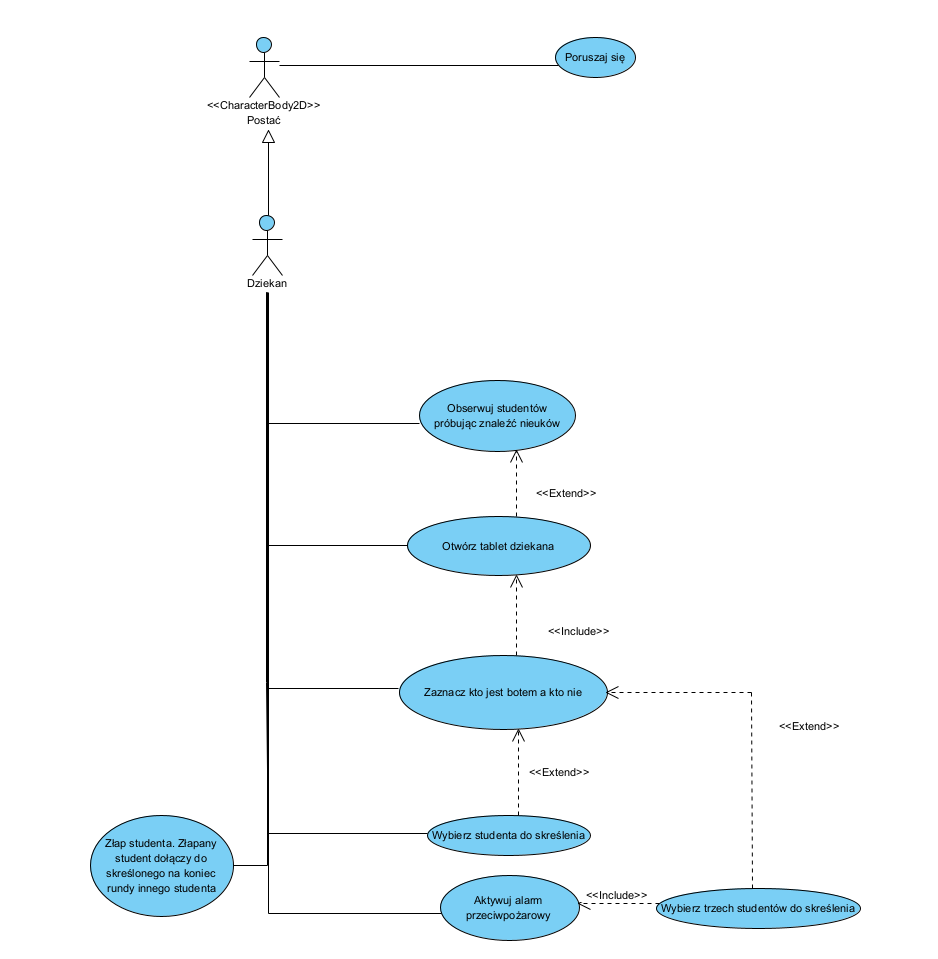 Poruszaj się
<<CharacterBody2D>>
Postać
Dziekan
Obserwuj studentów
próbując znaleźć nieuków
<<Extend>>
Otwórz tablet dziekana
<<Include>>
Zaznacz kto jest botem a kto nie
<<Extend>>
<<Extend>>
Wybierz studenta do skreślenia
Złap studenta. Złapany
student dołączy do
skreślonego na koniec
rundy innego studenta
Aktywuj alarm
przeciwpożarowy
<<Include>>
Wybierz trzech studentów do skreślenia